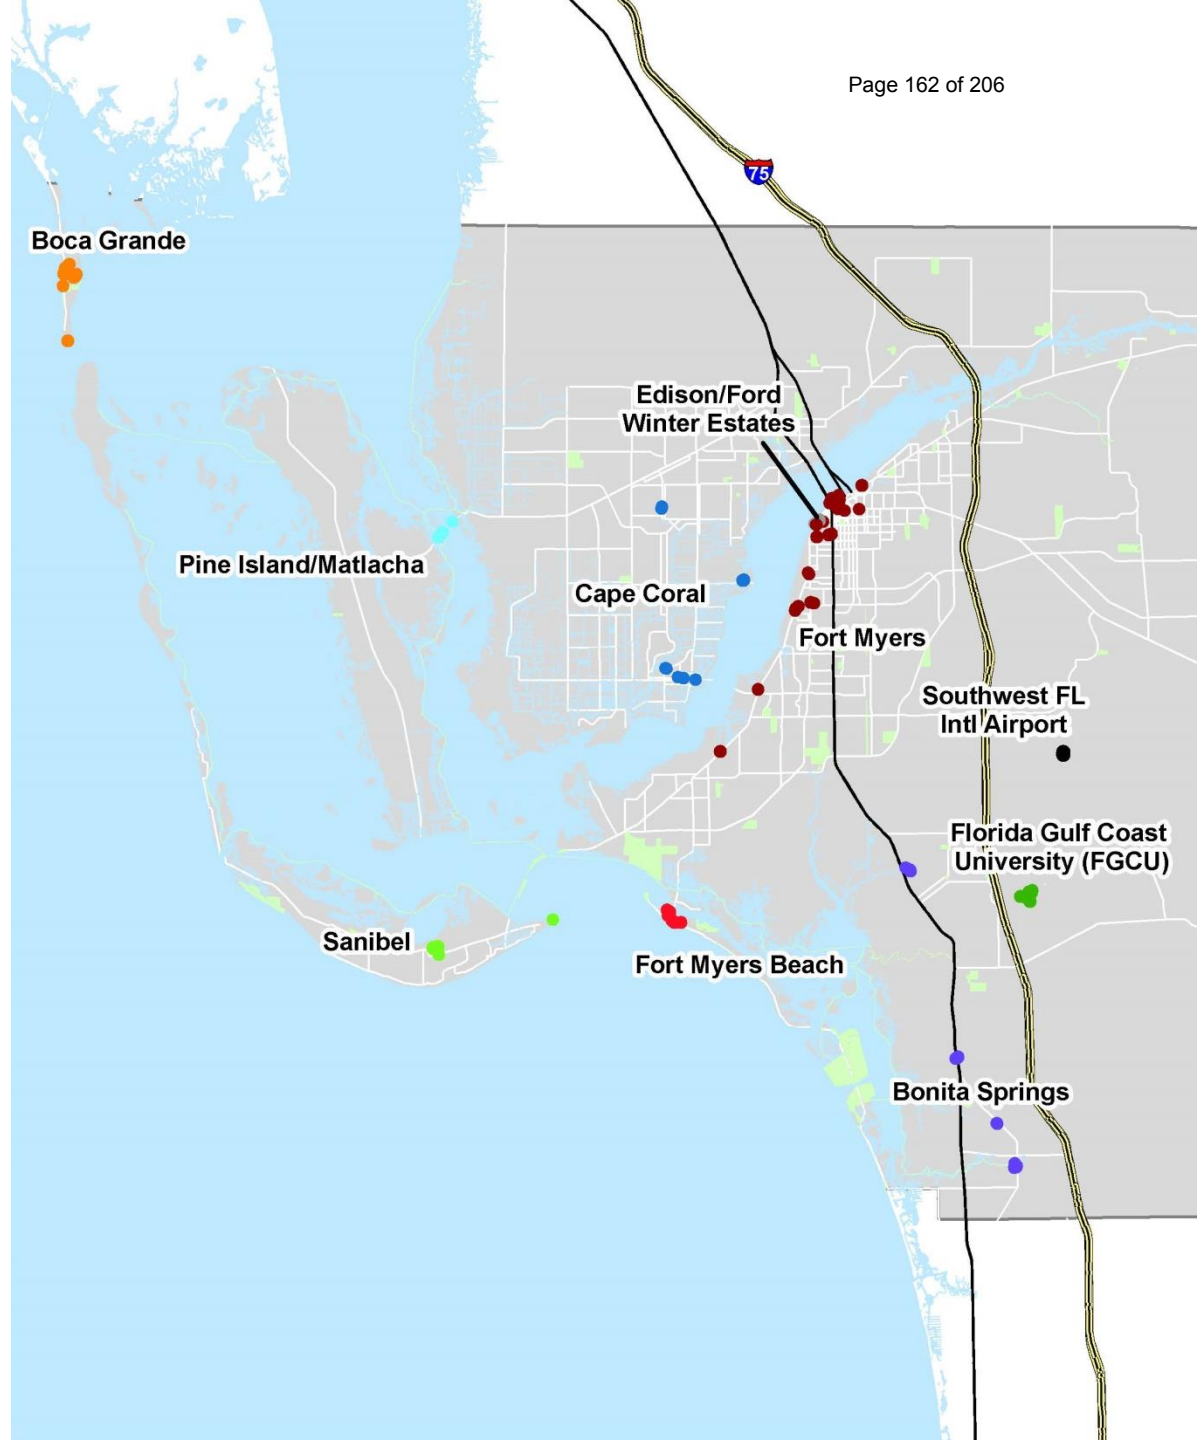 Page 162 of 206
75
Boca Grande
Edison/Ford
Winter Estates
Pine Island/Matlacha
Cape Coral
Fort Myers
Southwest FL
Intl Airport
Florida Gulf Coast
University (FGCU)
Sanibel
Fort Myers Beach
Bonita Springs